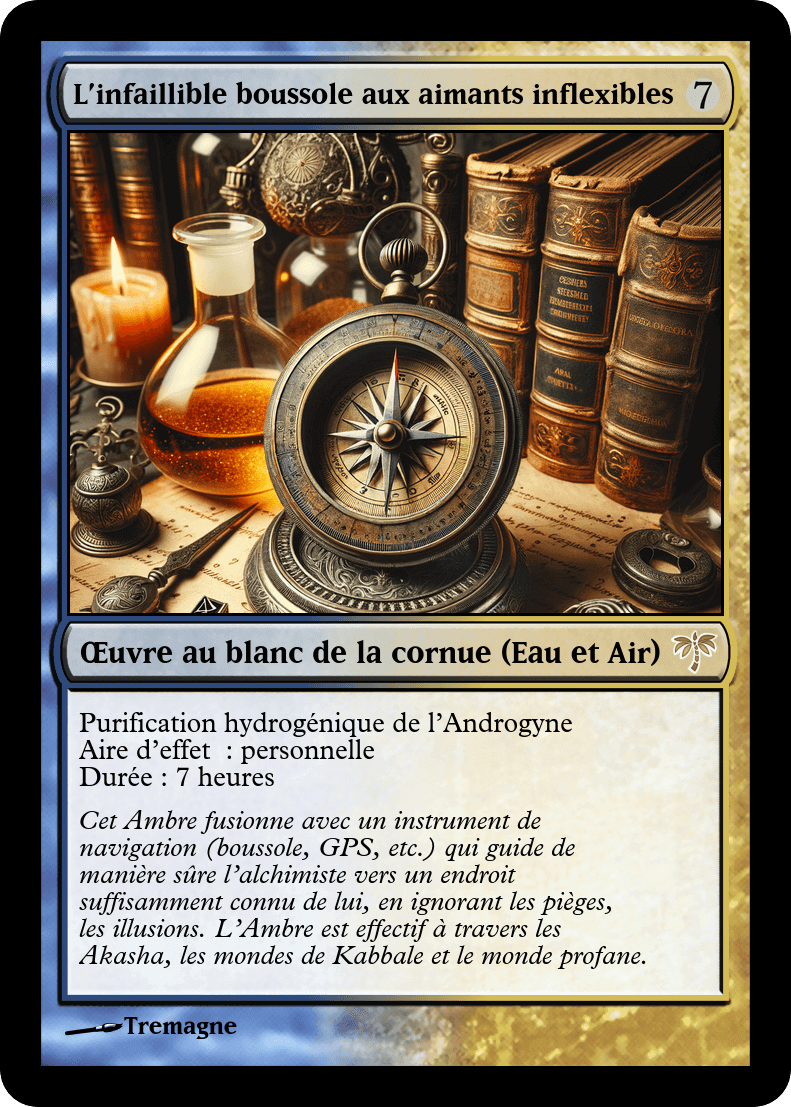 L'infaillible boussole aux aimants inflexibles 7
Œuvre au blanc de la cornue (Eau et Air)
Purification hydrogénique de l'Androgyne
Aire d'effet : personnelle
Durée : 7 heures
Cet Ambre fusionne avec un instrument de
navigation (boussole, GPS, etc.) qui guide de
manière sûre l'alchimiste vers un endroit
suffisamment connu de lui, en ignorant les pièges,
les illusions. L'Ambre est effectif à travers les
Akasha, les mondes de Kabbale et le monde profane.
Tremagne